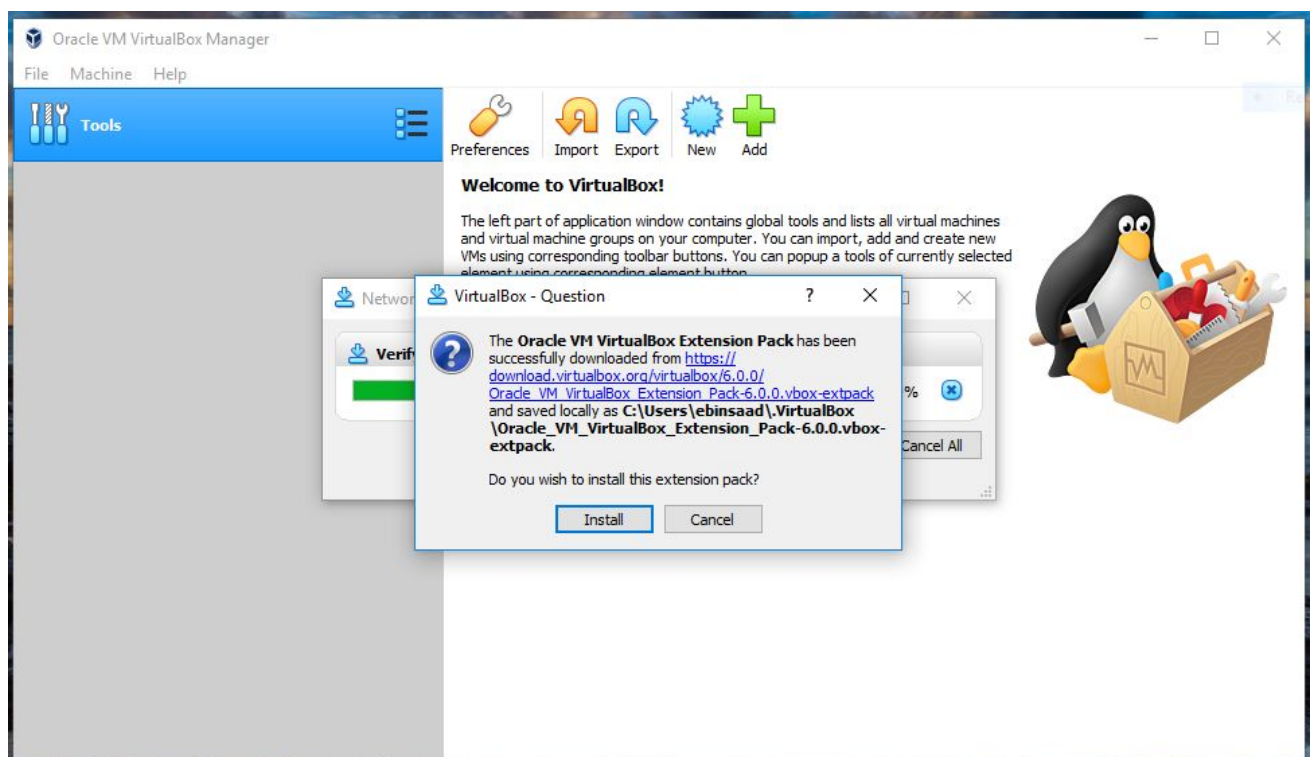 Oracle VM VirtualBox Manager
File Machine Help
Tools
Preferences Import Export New Add
Welcome to VirtualBox!
The left part of application window contains global tools and lists all virtual machines
and virtual machine groups on your computer. You can import, add and create new
VMs using corresponding toolbar buttons. You can popup a tools of currently selected
element using corresponding element button.
Networ
Verif
%
Cancel All
VirtualBox - Question
The Oracle VM VirtualBox Extension Pack has been
successfully downloaded from https://
download.virtualbox.org/virtualbox/6.0.0/
Oracle_VM_VirtualBox_Extension_Pack-6.0.0.vbox-extpack
and saved locally as C:\Users\ebinsaad\.VirtualBox
\Oracle_VM_VirtualBox_Extension_Pack-6.0.0.vbox-
extpack.
Do you wish to install this extension pack?
Install Cancel